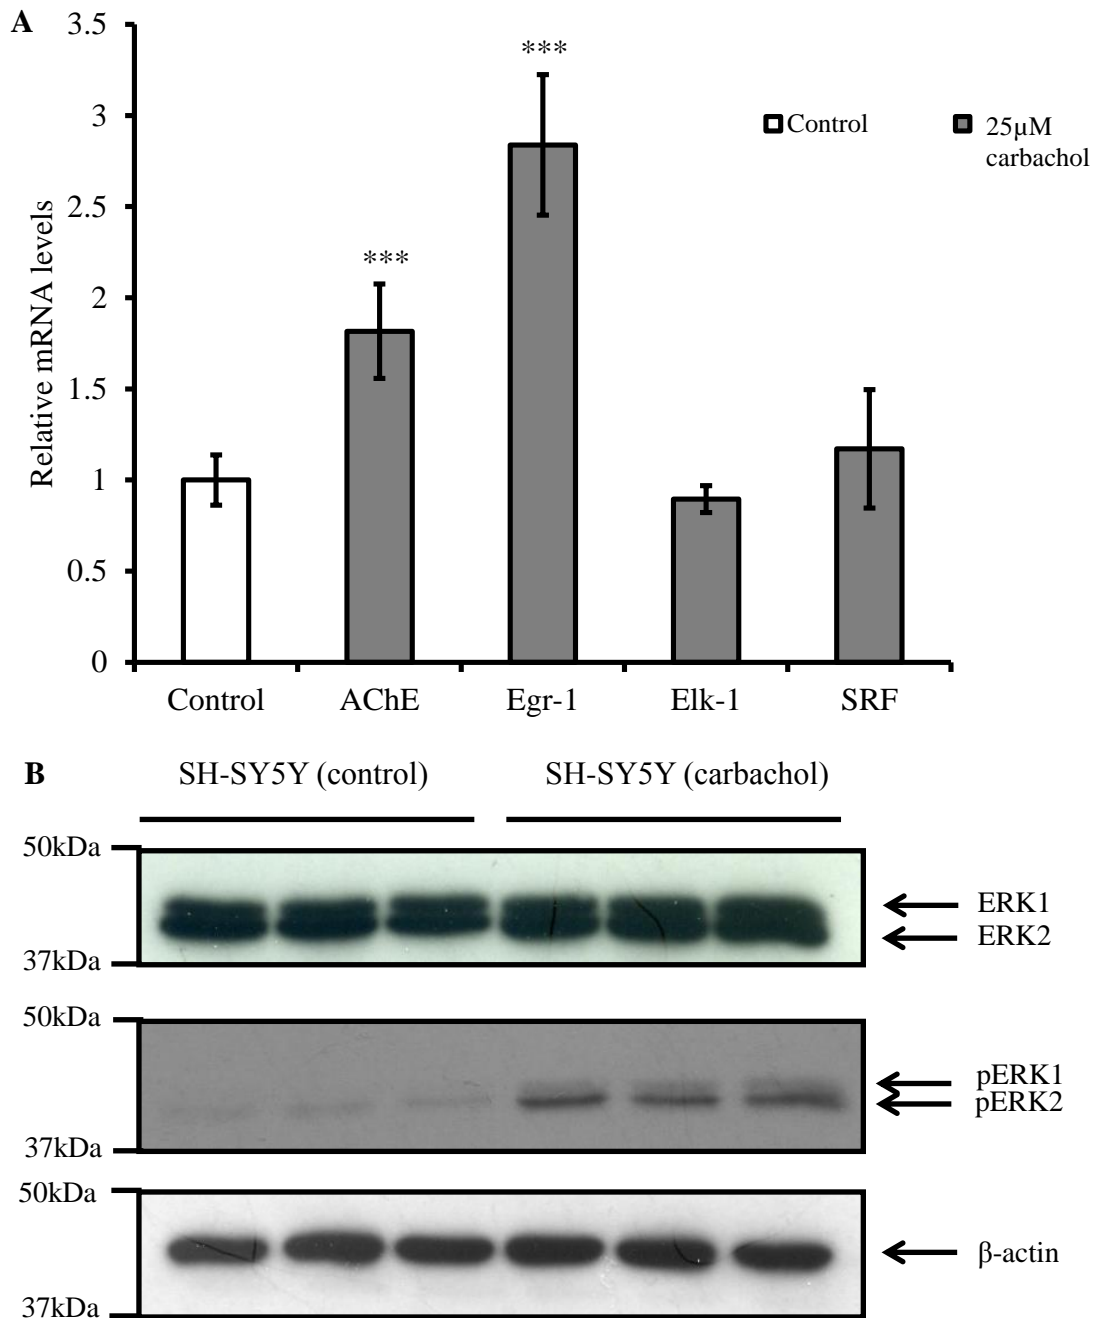 A
3.5
3
2.5
2
1.5
1
0.5
0
Relative mRNA levels
***
***
Control
25µM
carbachol
Control AChE Egr-1 Elk-1 SRF
B
SH-SY5Y (control) SH-SY5Y (carbachol)
50kDa
ERK1
ERK2
37kDa
50kDa
pERK1
pERK2
37kDa
50kDa
β-actin
37kDa